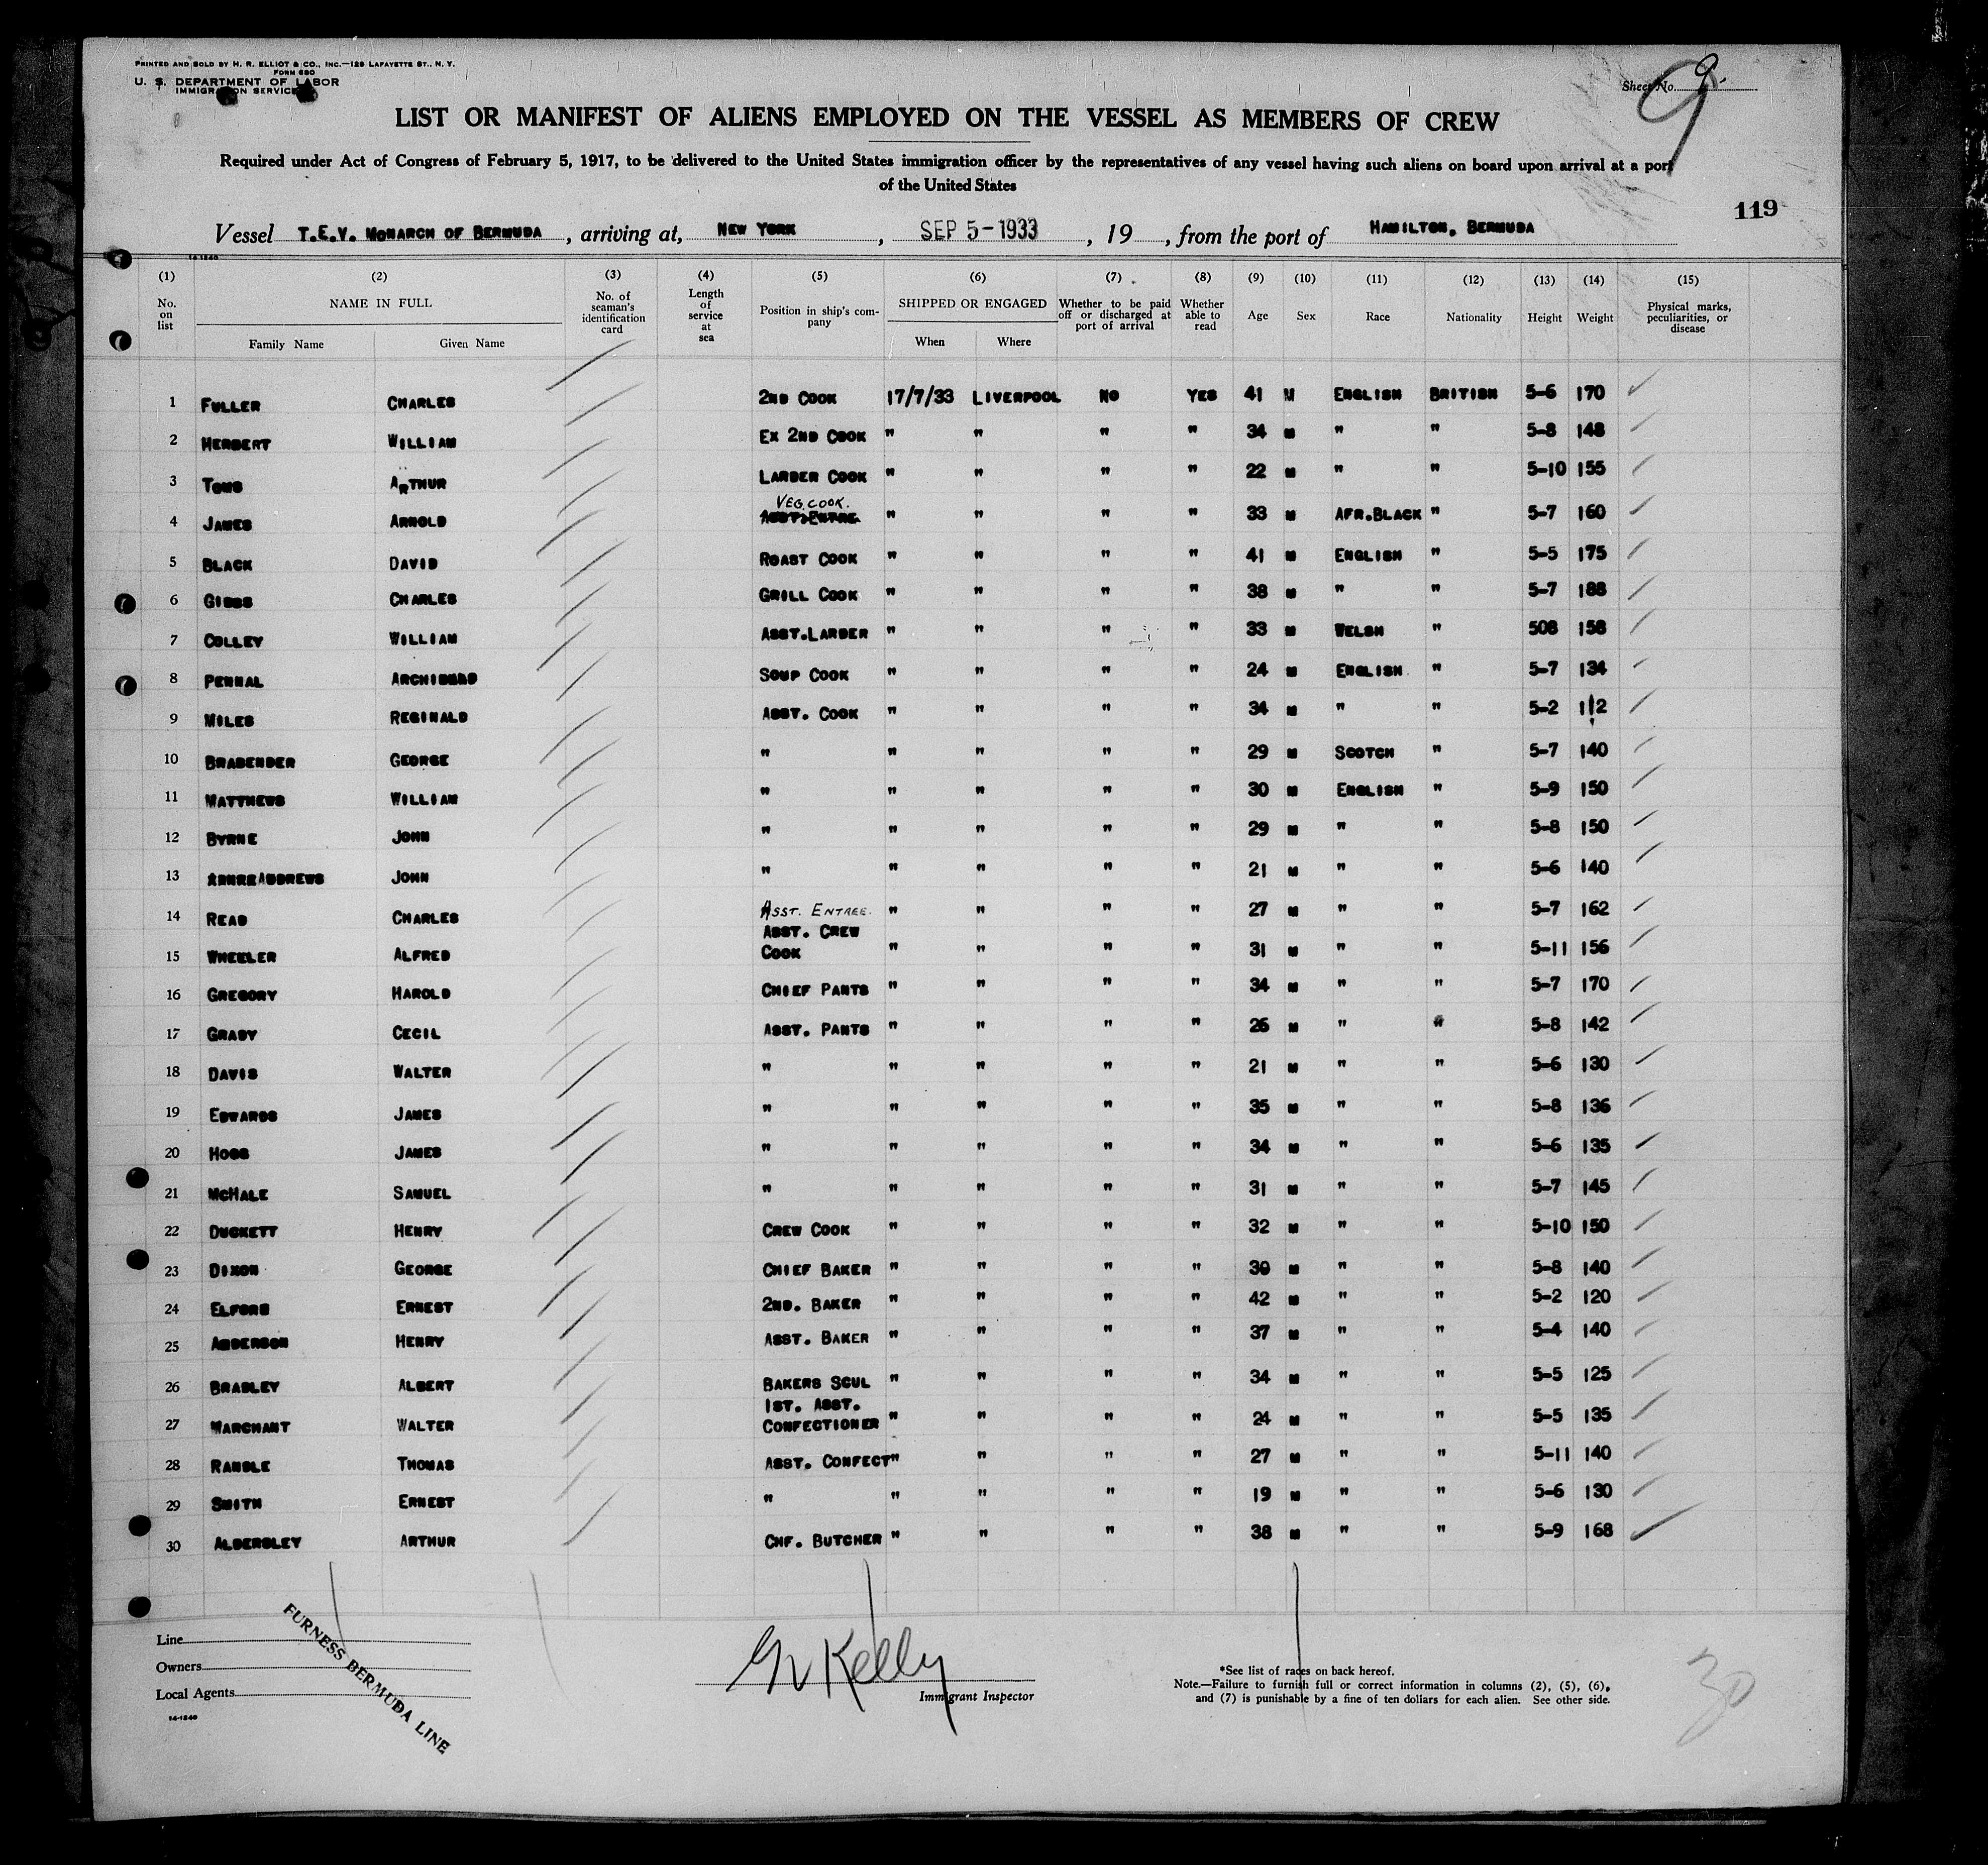 PRINTED AND SOLD BY H. R. ELLIOT & CO., INC.—129 LAFAYETTE ST., N. Y.
FORM 680
U. S. DEPARTMENT OF LABOR
IMMIGRATION SERVICE
Sheet No. 9.
9
LIST OR MANIFEST OF ALIENS EMPLOYED ON THE VESSEL AS MEMBERS OF CREW
Required under Act of Congress of February 5, 1917, to be delivered to the United States immigration officer by the representatives of any vessel having such aliens on board upon arrival at a port
of the United States
119
Vessel T.E.V. MONARCH OF BERMUDA, arriving at, NEW YORK, SEP 5-1933, 19, from the port of HAMILTON, BERMUDA
14-1240
(1) (2) (3) (4) (5) (6) (7) (8) (9) (10) (11) (12) (13) (14) (15)
No. on list NAME IN FULL Family Name Given Name No. of seaman's identification card Length of service at sea Position in ship's company SHIPPED OR ENGAGED When Where Whether to be paid off or discharged at port of arrival Whether able to read Age Sex Race Nationality Height Weight Physical marks, peculiarities, or disease
1 FULLER CHARLES 2ND COOK 17/7/33 LIVERPOOL NO YES 41 M ENGLISH BRITISH 5-6 170
2 HERBERT WILLIAM EX 2ND COOK " " " " 34 M " " 5-8 148
3 TOMS ARTHUR LARDER COOK " " " " 22 M " " 5-10 155
4 JAMES ARNOLD VEG. COOK. ASST. ENTRE. " " " " 33 M AFR.BLACK " 5-7 160
5 BLACK DAVID ROAST COOK " " " " 41 M ENGLISH " 5-5 175
6 GIBBS CHARLES GRILL COOK " " " " 38 M " " 5-7 188
7 COLLEY WILLIAM ASST.LARDER " " " " 33 M WELSH " 508 158
8 PENNAL ARCHIBALD SOUP COOK " " " " 24 M ENGLISH " 5-7 134
9 MILES REGINALD ASST. COOK " " " " 34 M " " 5-2 112
10 BRABENDER GEORGE " " " " " 29 M SCOTCH " 5-7 140
11 MATTHEWS WILLIAM " " " " " 30 M ENGLISH " 5-9 150
12 BYRNE JOHN " " " " " 29 M " " 5-8 150
13 ANDREWS JOHN " " " " " 21 M " " 5-6 140
14 READ CHARLES ASST. ENTREE. " " " " 27 M " " 5-7 162
15 WHEELER ALFRED ASST. CREW COOK " " " " 31 M " " 5-11 156
16 GREGORY HAROLD CHIEF PANTS " " " " 34 M " " 5-7 170
17 GRADY CECIL ASST. PANTS " " " " 26 M " " 5-8 142
18 DAVIS WALTER " " " " " 21 M " " 5-6 130
19 EDWARDS JAMES " " " " " 35 M " " 5-8 136
20 HOGG JAMES " " " " " 34 M " " 5-6 135
21 MCHALE SAMUEL " " " " " 31 M " " 5-7 145
22 DUCKETT HENRY CREW COOK " " " " 32 M " " 5-10 150
23 DIXON GEORGE CHIEF BAKER " " " " 30 M " " 5-8 140
24 ELFORD ERNEST 2ND. BAKER " " " " 42 M " " 5-2 120
25 ANDERSON HENRY ASST. BAKER " " " " 37 M " " 5-4 140
26 BRADLEY ALBERT BAKERS SCUL " " " " 34 M " " 5-5 125
27 MARCHANT WALTER 1ST. ASST. CONFECTIONER " " " " 24 M " " 5-5 135
28 RANDLE THOMAS ASST. CONFECT " " " " 27 M " " 5-11 140
29 SMITH ERNEST " " " " " 19 M " " 5-6 130
30 ALDERSLEY ARTHUR CHF. BUTCHER " " " " 38 M " " 5-9 168
Line
Owners
Local Agents
14-1240
FURNESS BERMUDA LINE
Kelly
Immigrant Inspector
*See list of races on back hereof.
Note.—Failure to furnish full or correct information in columns (2), (5), (6), and (7) is punishable by a fine of ten dollars for each alien. See other side.
30